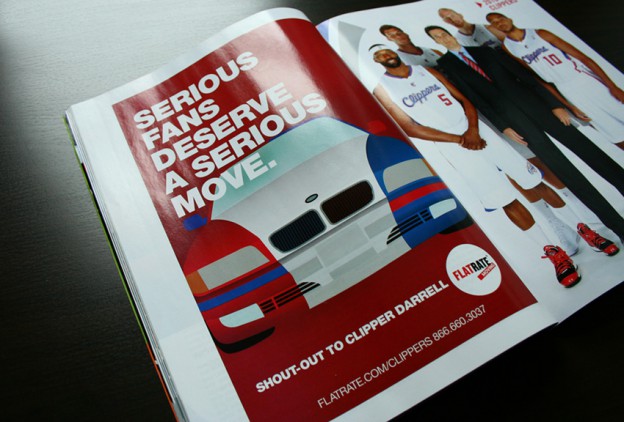 SERIOUS
FANS
DESERVE
A SERIOUS
MOVE.
FLATRATE
SHOUT-OUT TO CLIPPER DARRELL
FLATRATE.COM/CLIPPERS 866.660.3037
CLIPPERS
Clippers
5
Clippers
10